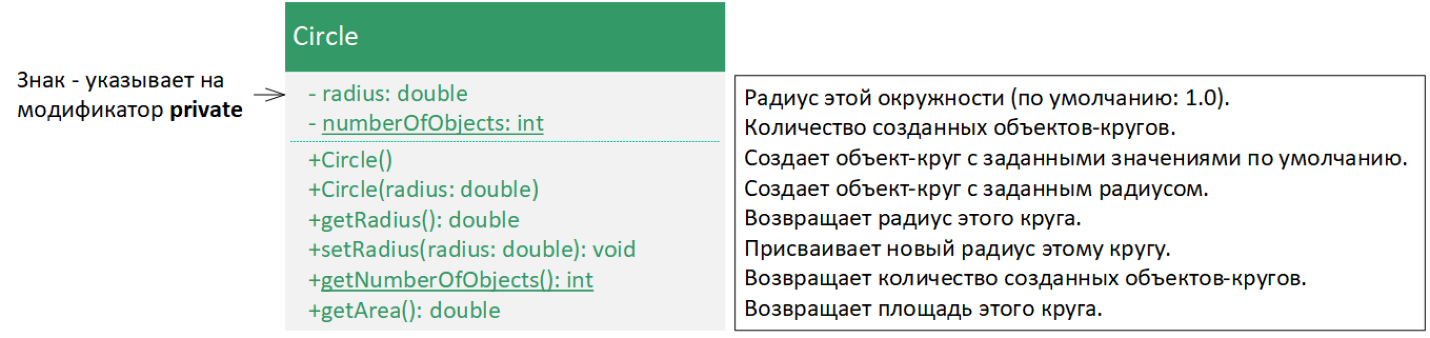 Circle
Знак - указывает на
модификатор private
- radius: double
- numberOfObjects: int
+Circle()
+Circle(radius: double)
+getRadius(): double
+setRadius(radius: double): void
+getNumberOfObjects(): int
+getArea(): double
Радиус этой окружности (по умолчанию: 1.0).
Количество созданных объектов-кругов.
Создает объект-круг с заданными значениями по умолчанию.
Создает объект-круг с заданным радиусом.
Возвращает радиус этого круга.
Присваивает новый радиус этому кругу.
Возвращает количество созданных объектов-кругов.
Возвращает площадь этого круга.